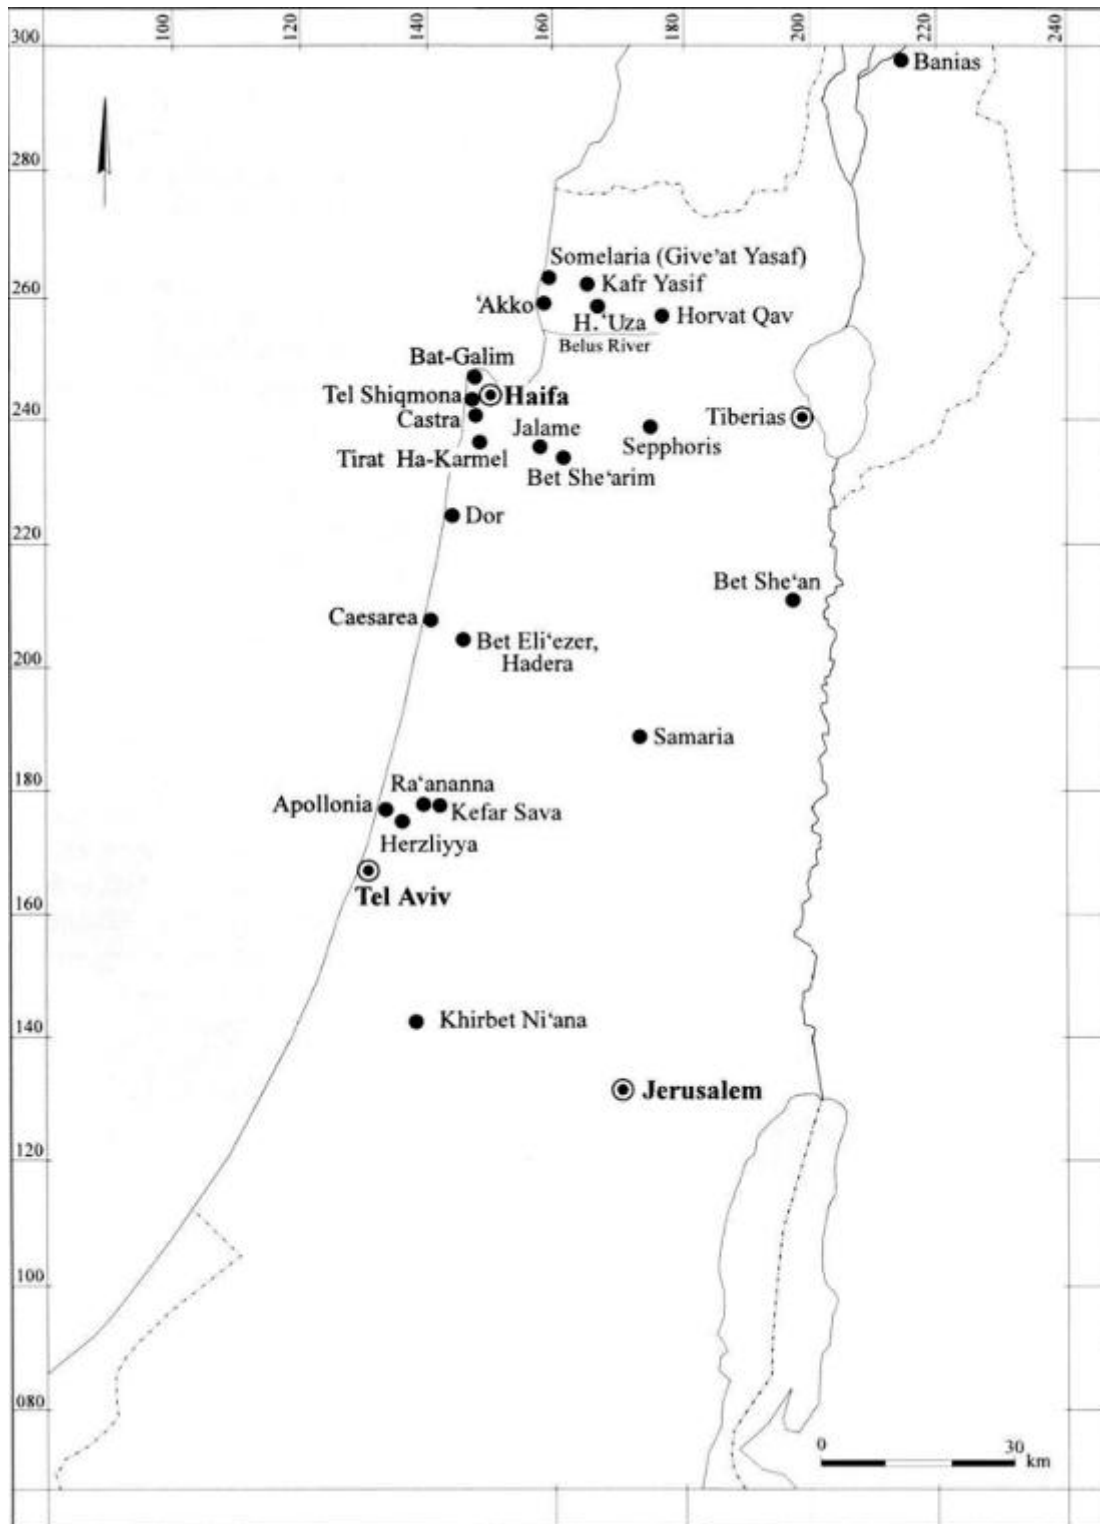 100
120
140
160
180
200
220
240
300
Banias
280
Somelaria (Give'at Yasaf)
Kafr Yasif
260
'Akko
H. 'Uza
Horvat Qav
Belus River
Bat-Galim
Tel Shiqmona
Haifa
Castra
240
Jalame
Tiberias
Sepphoris
Tirat Ha-Karmel
Bet She'arim
Dor
220
Bet She'an
Caesarea
Bet Eli'ezer,
Hadera
200
Samaria
180
Ra'ananna
Apollonia
Kefar Sava
Herzliyya
Tel Aviv
160
Khirbet Ni'ana
140
Jerusalem
120
100
080
0
30
km